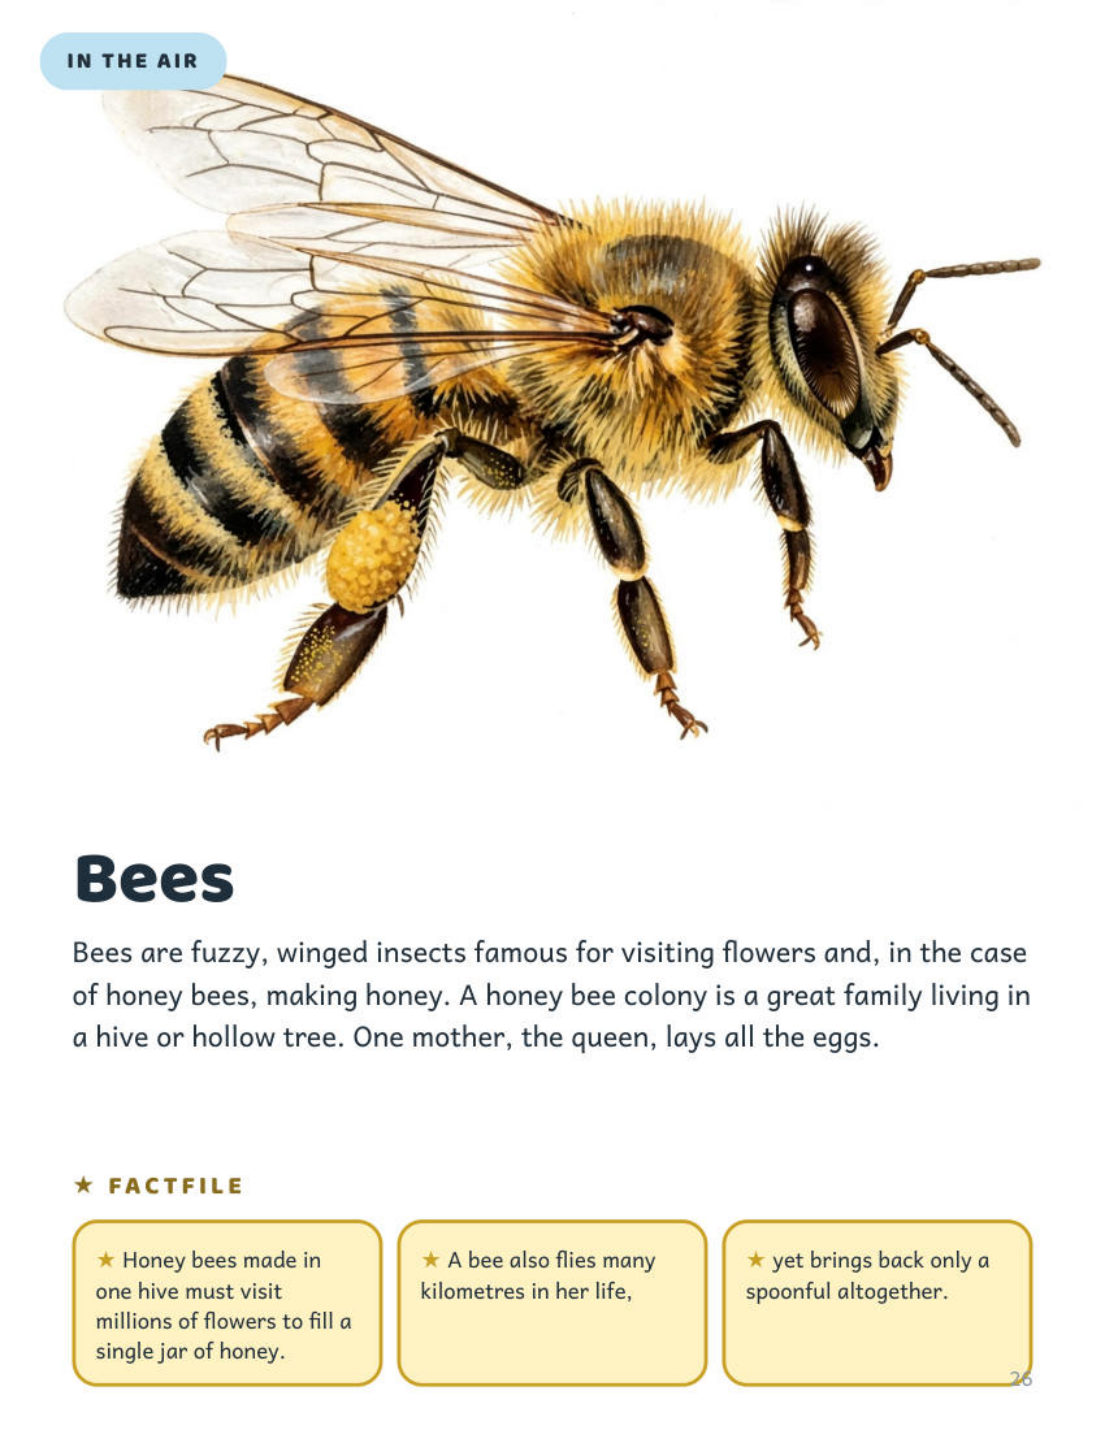 IN THE AIR
Bees
Bees are fuzzy, winged insects famous for visiting flowers and, in the case
of honey bees, making honey. A honey bee colony is a great family living in
a hive or hollow tree. One mother, the queen, lays all the eggs.
★ FACTFILE
★ Honey bees made in
one hive must visit
millions of flowers to fill a
single jar of honey.
★ A bee also flies many
kilometres in her life,
★ yet brings back only a
spoonful altogether.
26